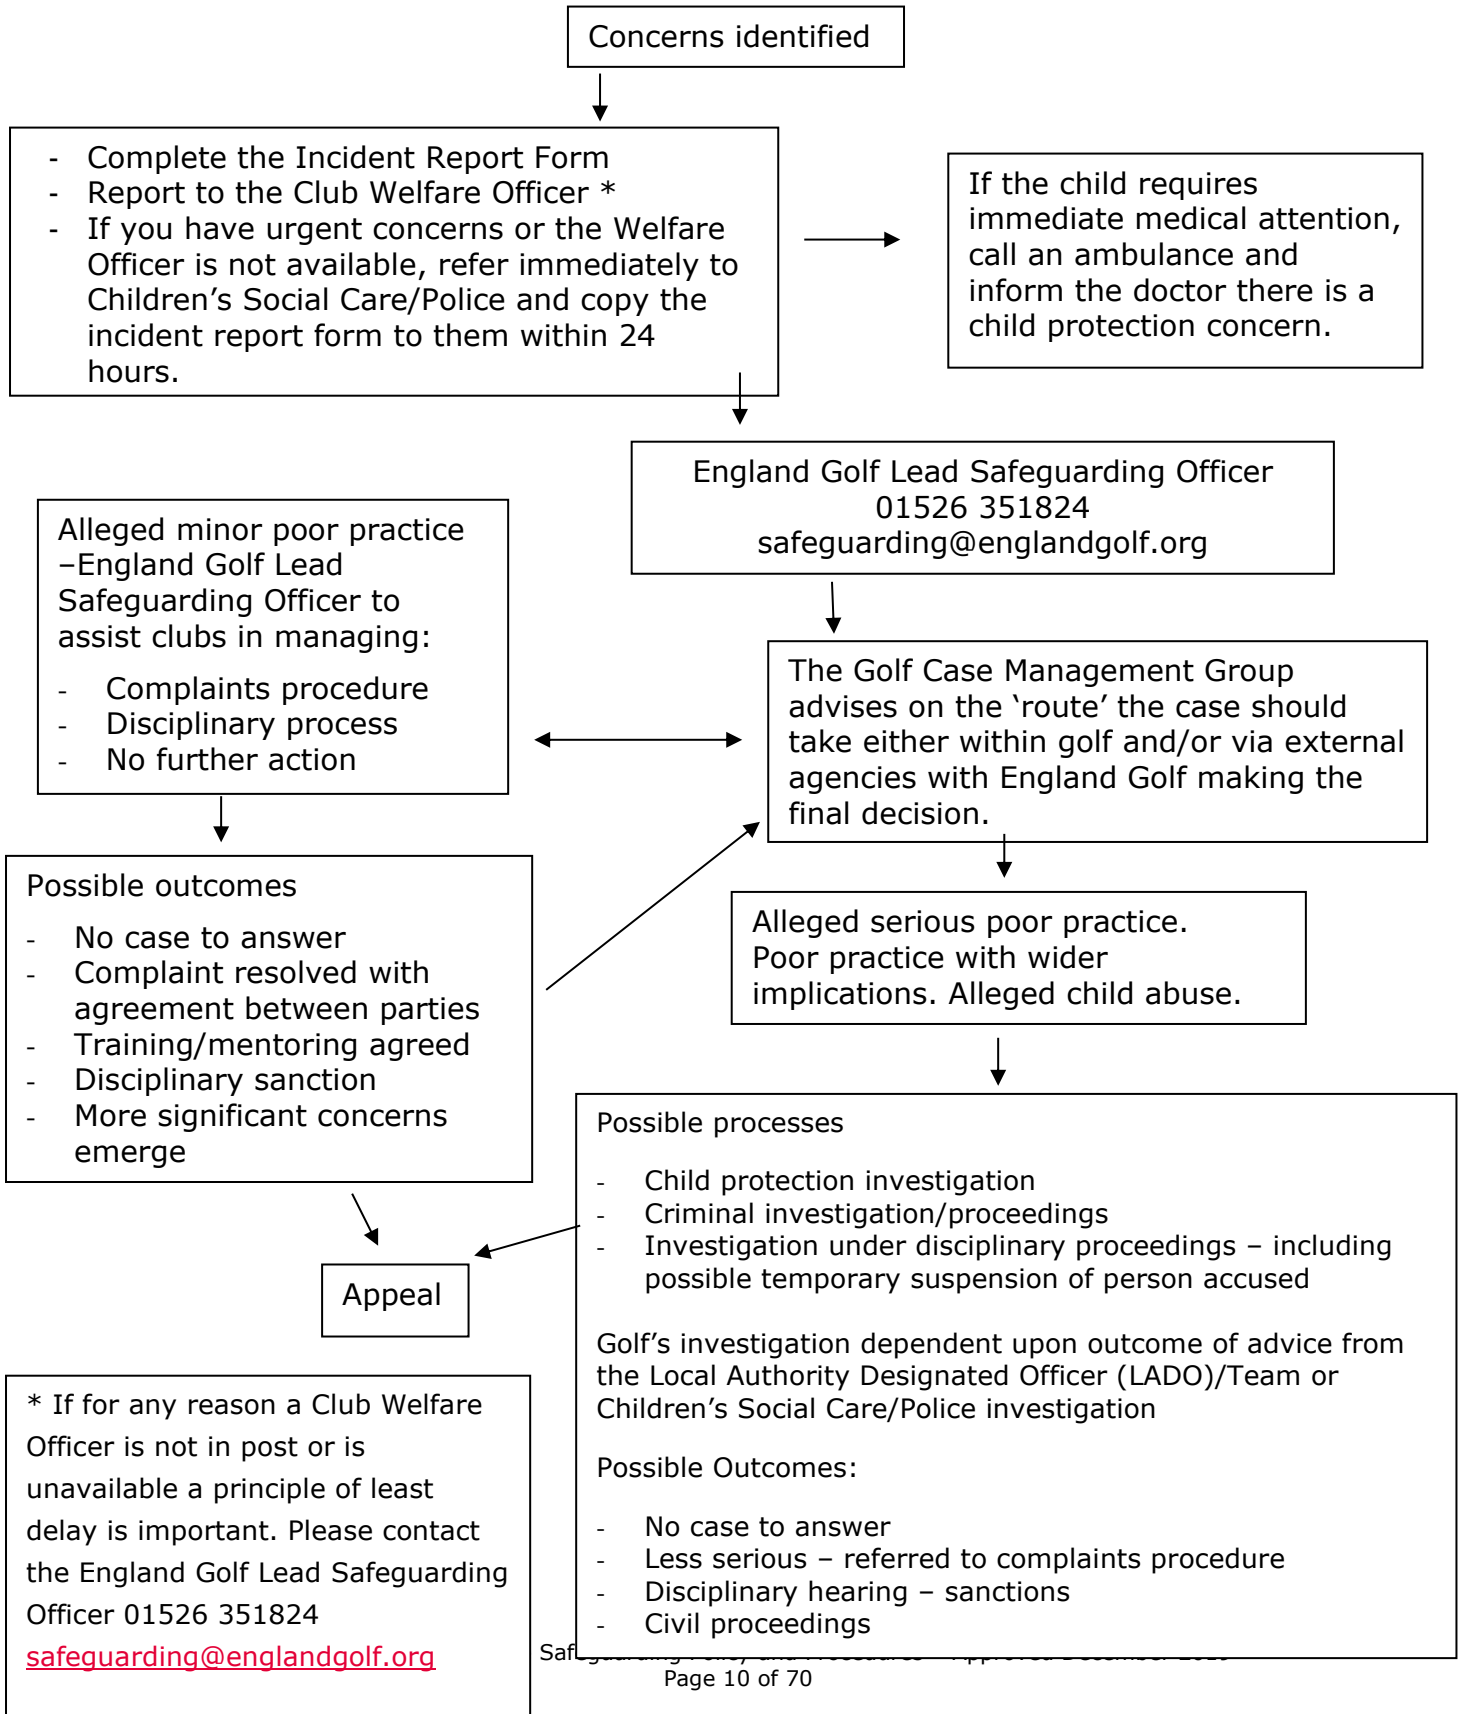 Concerns identified
- Complete the Incident Report Form
- Report to the Club Welfare Officer *
- If you have urgent concerns or the Welfare
Officer is not available, refer immediately to
Children’s Social Care/Police and copy the
incident report form to them within 24
hours.
If the child requires
immediate medical attention,
call an ambulance and
inform the doctor there is a
child protection concern.
England Golf Lead Safeguarding Officer
01526 351824
safeguarding@englandgolf.org
Alleged minor poor practice
–England Golf Lead
Safeguarding Officer to
assist clubs in managing:
- Complaints procedure
- Disciplinary process
- No further action
The Golf Case Management Group
advises on the ‘route’ the case should
take either within golf and/or via external
agencies with England Golf making the
final decision.
Possible outcomes
- No case to answer
- Complaint resolved with
agreement between parties
- Training/mentoring agreed
- Disciplinary sanction
- More significant concerns
emerge
Alleged serious poor practice.
Poor practice with wider
implications. Alleged child abuse.
Possible processes
- Child protection investigation
- Criminal investigation/proceedings
- Investigation under disciplinary proceedings – including
possible temporary suspension of person accused
Golf’s investigation dependent upon outcome of advice from
the Local Authority Designated Officer (LADO)/Team or
Children’s Social Care/Police investigation
Possible Outcomes:
- No case to answer
- Less serious – referred to complaints procedure
- Disciplinary hearing – sanctions
- Civil proceedings
Appeal
* If for any reason a Club Welfare
Officer is not in post or is
unavailable a principle of least
delay is important. Please contact
the England Golf Lead Safeguarding
Officer 01526 351824
safeguarding@englandgolf.org
Page 10 of 70